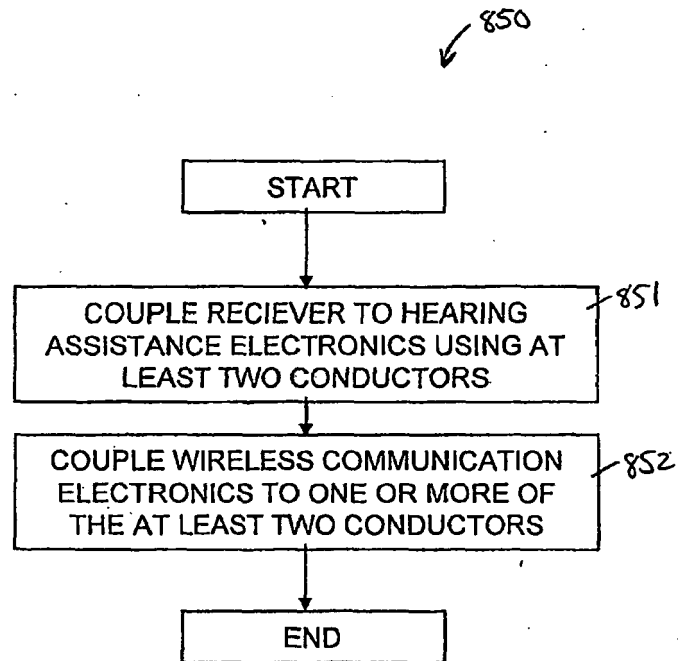 850
START
COUPLE RECIEVER TO HEARING
ASSISTANCE ELECTRONICS USING AT
LEAST TWO CONDUCTORS
851
COUPLE WIRELESS COMMUNICATION
ELECTRONICS TO ONE OR MORE OF
THE AT LEAST TWO CONDUCTORS
852
END